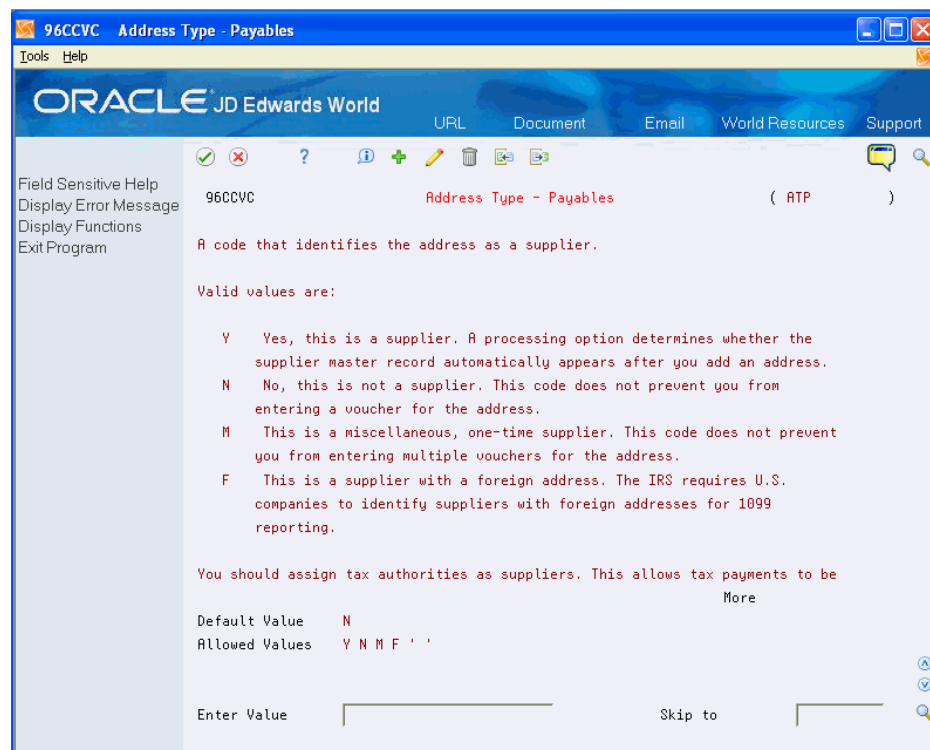 96CCVC Address Type - Payables
Tools Help
ORACLE JD Edwards World
URL Document Email World Resources Support
Field Sensitive Help
Display Error Message
Display Functions
Exit Program
96CCVC Address Type - Payables ( ATP )
A code that identifies the address as a supplier.
Valid values are:
Y Yes, this is a supplier. A processing option determines whether the
supplier master record automatically appears after you add an address.
N No, this is not a supplier. This code does not prevent you from
entering a voucher for the address.
M This is a miscellaneous, one-time supplier. This code does not prevent
you from entering multiple vouchers for the address.
F This is a supplier with a foreign address. The IRS requires U.S.
companies to identify suppliers with foreign addresses for 1099
reporting.
You should assign tax authorities as suppliers. This allows tax payments to be
More
Default Value N
Allowed Values Y N M F ' '
Enter Value Skip to